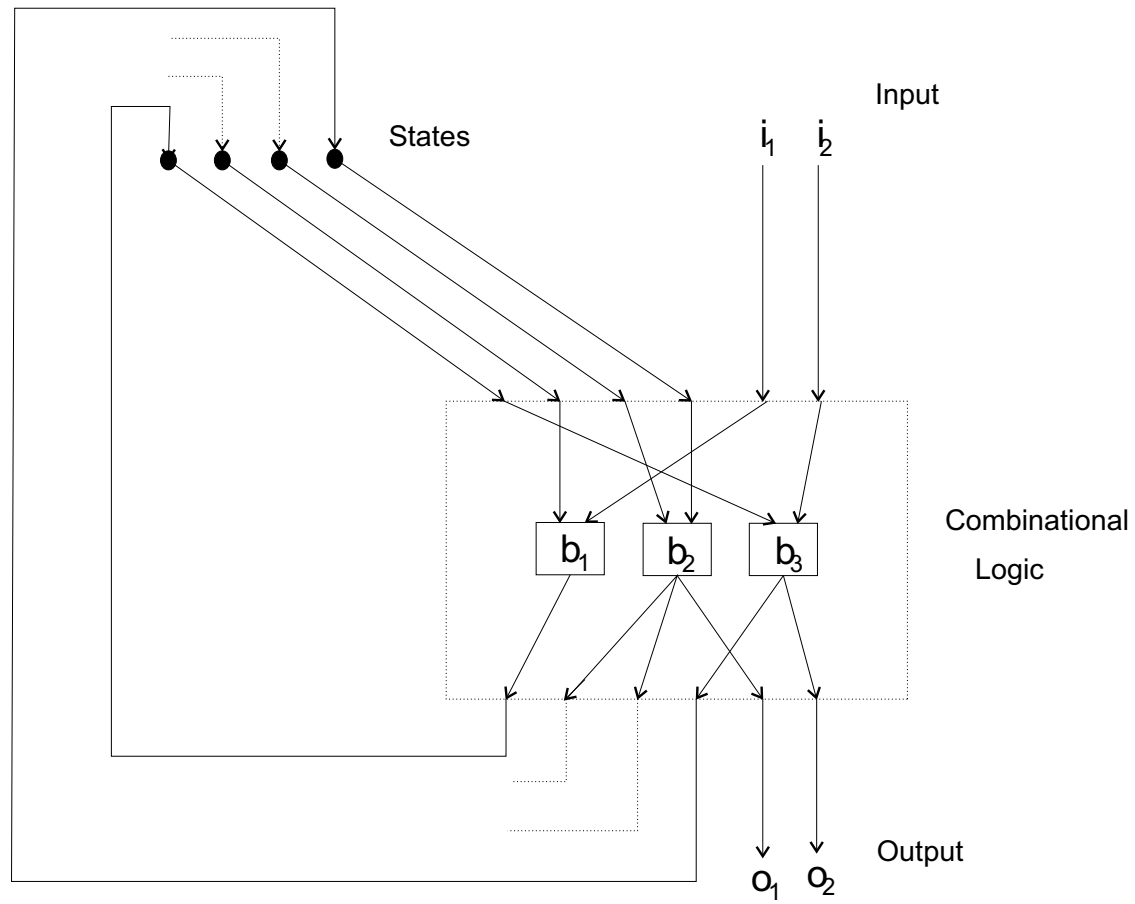 Input
States
i1 i2
b1 b2 b3
Combinational
Logic
Output
o1 o2